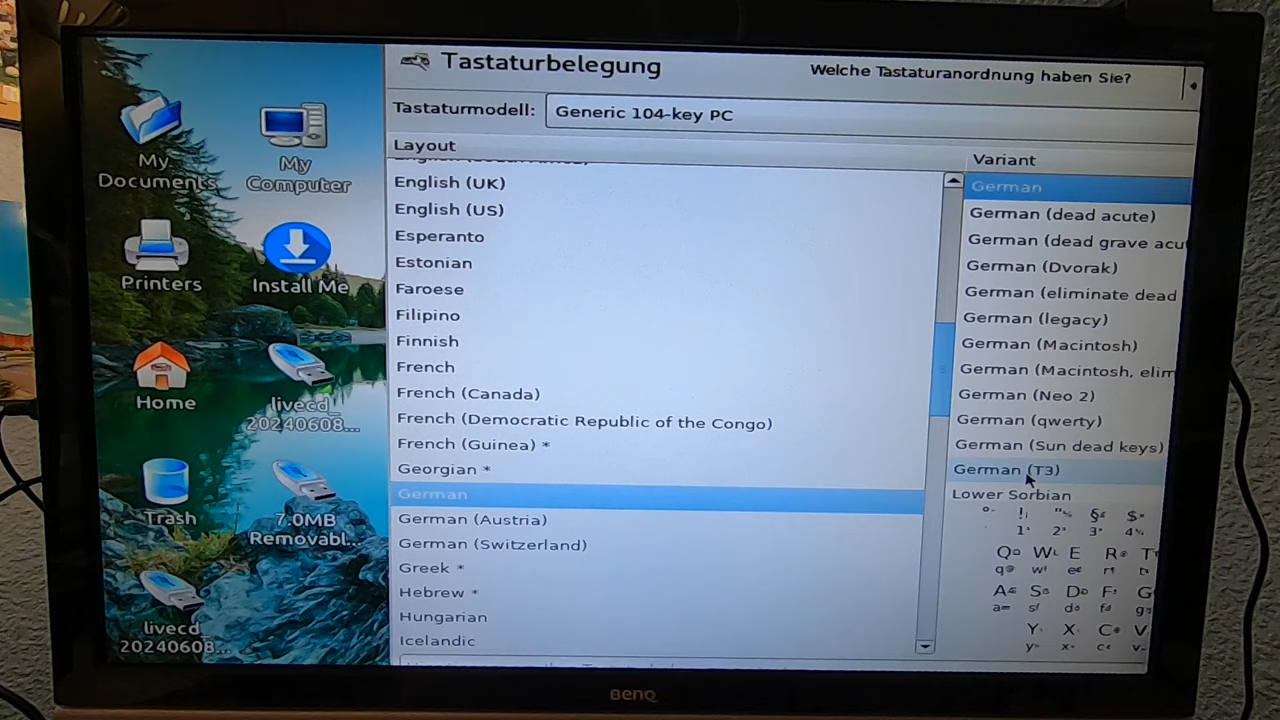 Tastaturbelegung
Welche Tastaturanordnung haben Sie?
Tastaturmodell:
Generic 104-key PC
Layout
English (UK)
English (US)
Esperanto
Estonian
Faroese
Filipino
Finnish
French
French (Canada)
French (Democratic Republic of the Congo)
French (Guinea) *
Georgian *
German
German (Austria)
German (Switzerland)
Greek *
Hebrew *
Hungarian
Icelandic
Variant
German
German (dead acute)
German (dead grave acu
German (Dvorak)
German (eliminate dead
German (legacy)
German (Macintosh)
German (Macintosh, elim
German (Neo 2)
German (qwerty)
German (Sun dead keys)
German (T3)
Lower Sorbian
My
Documents
My
Computer
Printers
Install Me
Home
livecd_
20240608...
Trash
7.0MB
Removabl...
livecd_
20240608...
BenQ